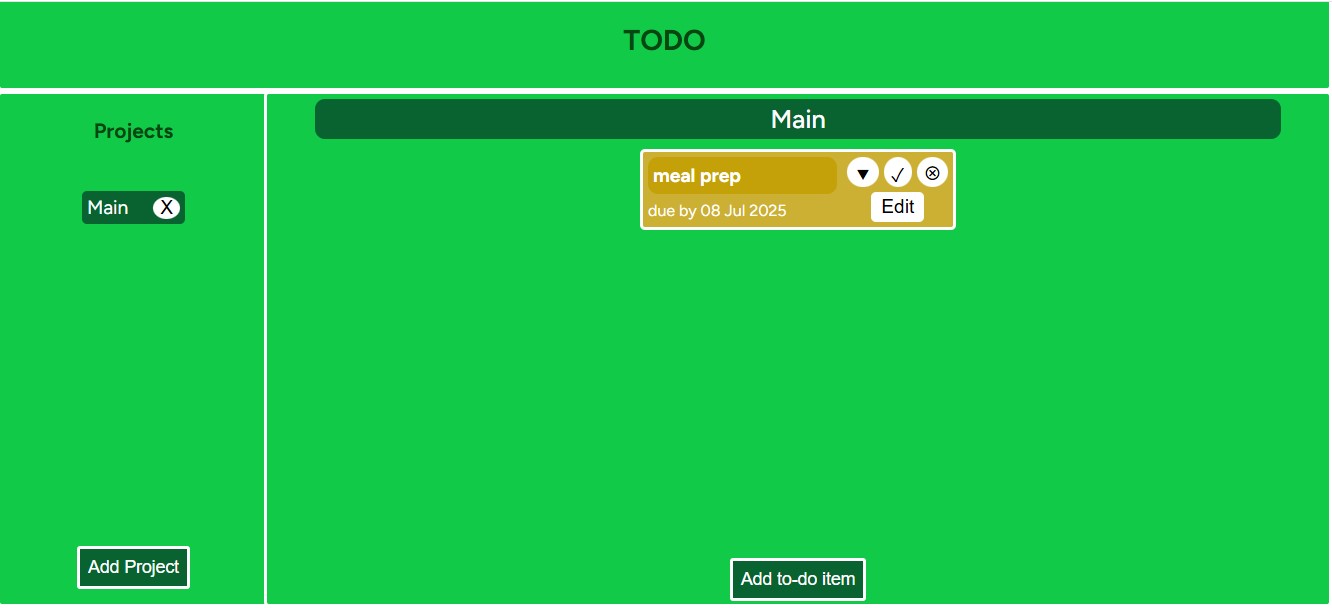 TODO
Projects
Main X
Add Project
Main
meal prep ▼ ✓ ⊗
due by 08 Jul 2025 Edit
Add to-do item